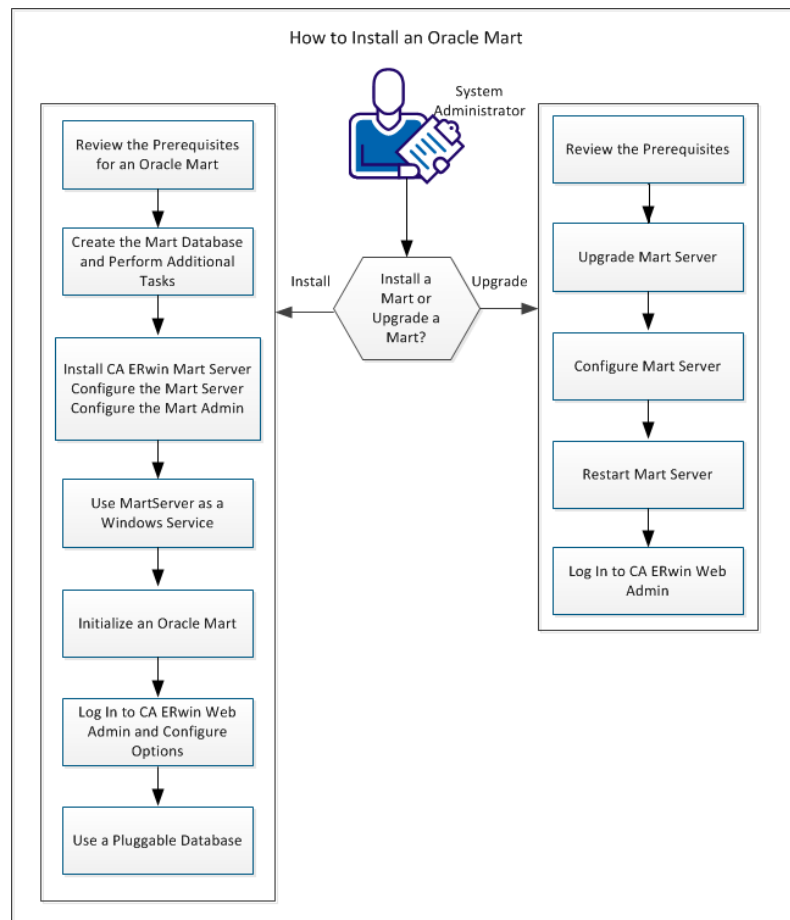 How to Install an Oracle Mart
System
Administrator
Install a
Mart or
Upgrade a
Mart?
Install
Upgrade
Review the Prerequisites
for an Oracle Mart
Create the Mart Database
and Perform Additional
Tasks
Install CA ERwin Mart Server
Configure the Mart Server
Configure the Mart Admin
Use MartServer as a
Windows Service
Initialize an Oracle Mart
Log In to CA ERwin Web
Admin and Configure
Options
Use a Pluggable Database
Review the Prerequisites
Upgrade Mart Server
Configure Mart Server
Restart Mart Server
Log In to CA ERwin Web
Admin